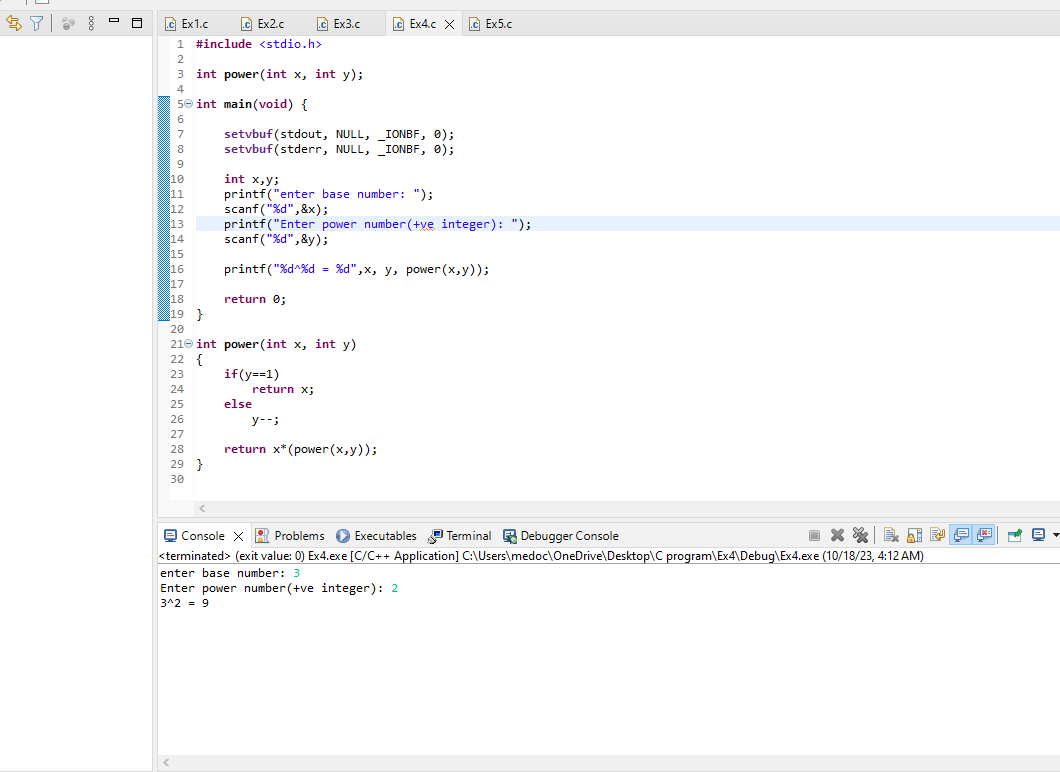 Ex1.c Ex2.c Ex3.c Ex4.c Ex5.c
1 #include <stdio.h>
2
3 int power(int x, int y);
4
5 int main(void) {
6
7 setvbuf(stdout, NULL, _IONBF, 0);
8 setvbuf(stderr, NULL, _IONBF, 0);
9
10 int x,y;
11 printf("enter base number: ");
12 scanf("%d",&x);
13 printf("Enter power number(+ve integer): ");
14 scanf("%d",&y);
15
16 printf("%d^%d = %d",x, y, power(x,y));
17
18 return 0;
19 }
20
21 int power(int x, int y)
22 {
23 if(y==1)
24 return x;
25 else
26 y--;
27
28 return x*(power(x,y));
29 }
30
Console Problems Executables Terminal Debugger Console
<terminated> (exit value: 0) Ex4.exe [C/C++ Application] C:\Users\medoc\OneDrive\Desktop\C program\Ex4\Debug\Ex4.exe (10/18/23, 4:12 AM)
enter base number: 3
Enter power number(+ve integer): 2
3^2 = 9